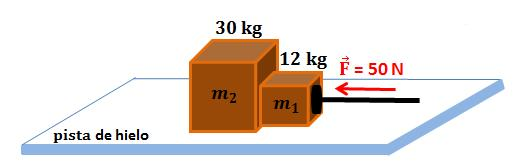 30 kg
12 kg
F⃗ = 50 N
m₂
m₁
pista de hielo